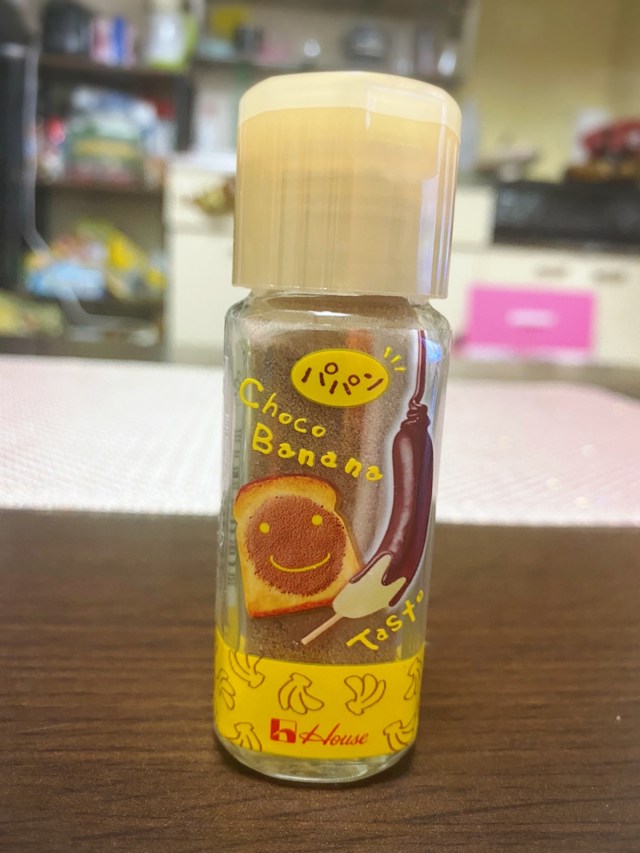 パパン
Choco
Banana
Taste
House